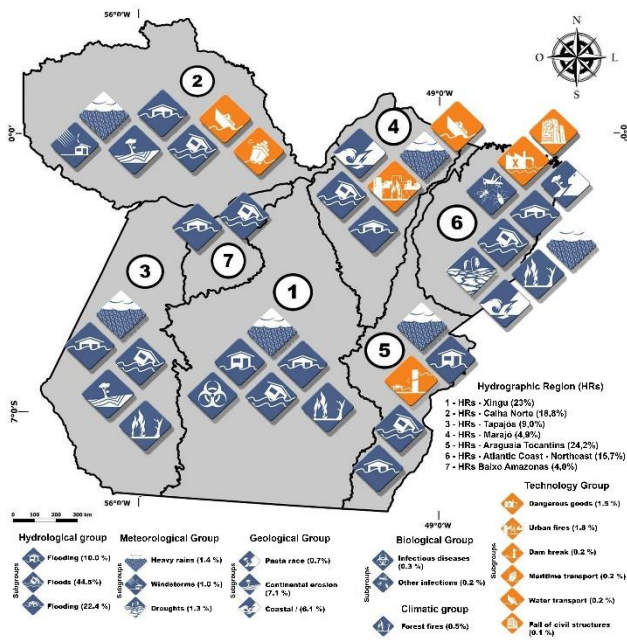 56°0'W
N
O
L
S
49°0'W
0°0'
0°0'
2
4
6
3
7
1
5
7°0'S
Hydrographic Region (HRs)
1 - HRs - Xingu (23%)
2 - HRs - Calha Norte (18,8%)
3 - HRs - Tapajós (9,0%)
4 - HRs - Marajó (4,9%)
5 - HRs - Araguaia Tocantins (24,2%)
6 - HRs - Atlantic Coast - Northeast (15,7%)
7 - HRs Baixo Amazonas (4,0%)
56°0'W
49°0'W
0 100 200 300 km
Hydrological group
Subgroups
Flooding (10.0 %)
Floods (44.5%)
Flooding (22.4 %)
Meteorological Group
Subgroups
Heavy rains (1.4 %)
Windstorms (1.0 %)
Droughts (1.3 %)
Geological Group
Subgroups
Pasta race (0.7%)
Continental erosion
(7.1 %)
Coastal / (6.1 %)
Biological Group
Subgroups
Infectious diseases
(0.3 %)
Other infections (0.2 %)
Climatic group
Forest fires (0.5%)
Technology Group
Subgroups
Dangerous goods (1.5 %)
Urban fires (1.8 %)
Dam break (0.2 %)
Maritime transport (0.2 %)
Water transport (0.2 %)
Fall of civil structures
(0.1 %)